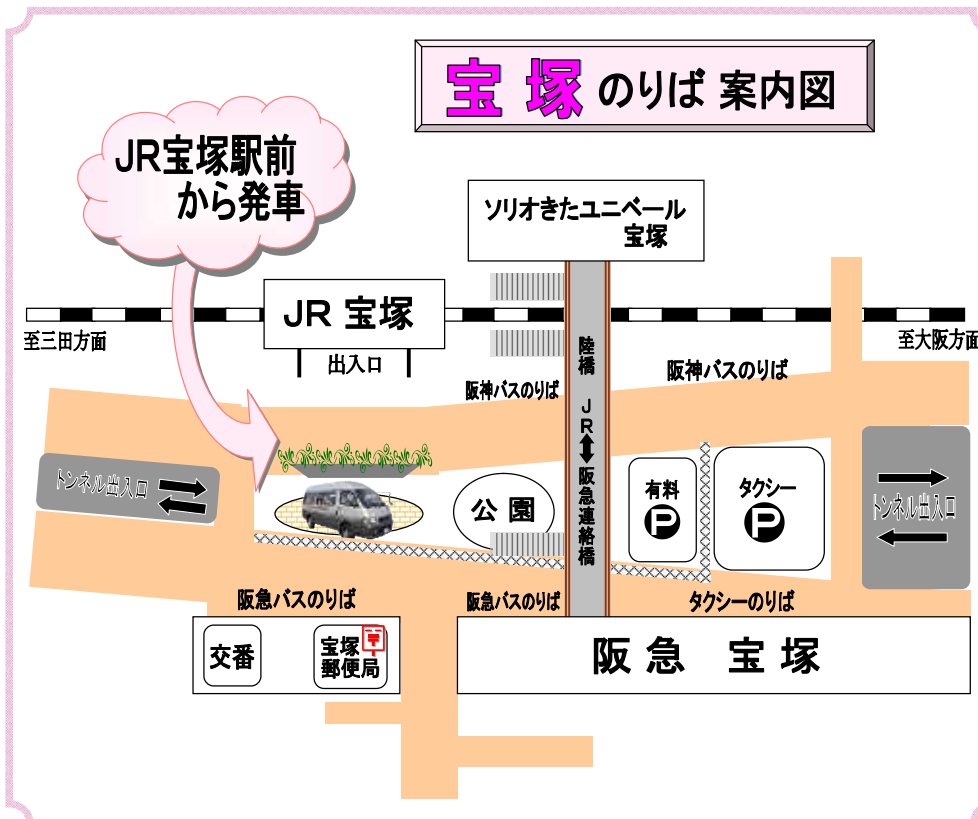 宝塚 のりば 案内図
JR宝塚駅前
から発車
ソリオきたユニベール
宝塚
JR 宝塚
至三田方面
至大阪方面
出入口
陸橋 JR↔阪急連絡橋
阪神バスのりば
阪神バスのりば
トンネル出入口
公園
有料
P
タクシー
P
トンネル出入口
阪急バスのりば
阪急バスのりば
タクシーのりば
交番
宝塚
郵便局
〒
阪急 宝塚